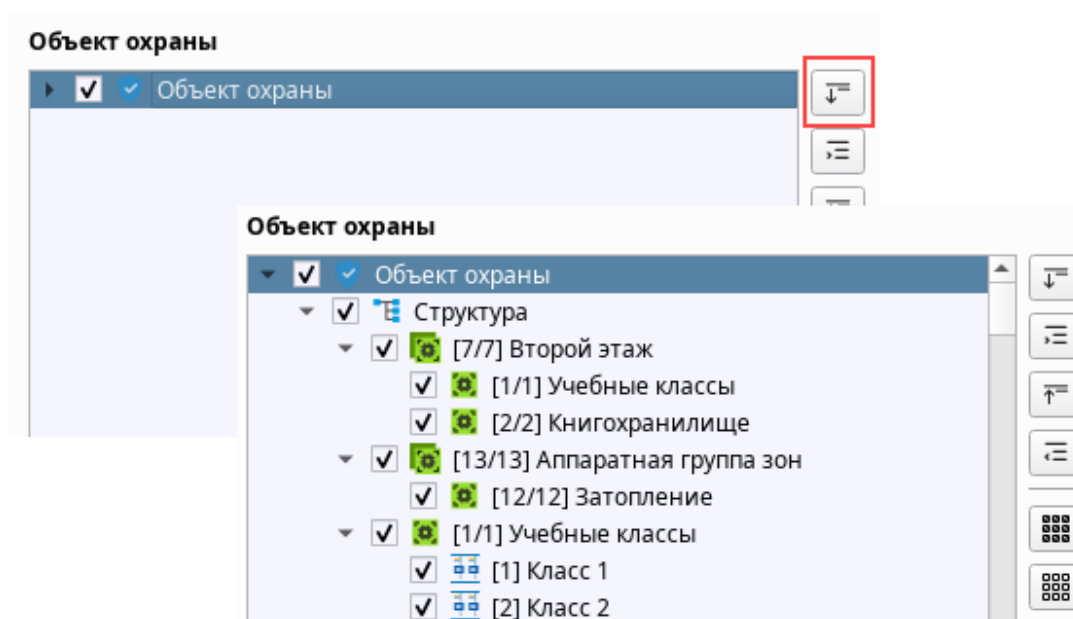 Объект охраны
Объект охраны
Объект охраны
Объект охраны
Структура
[7/7] Второй этаж
[1/1] Учебные классы
[2/2] Книгохранилище
[13/13] Аппаратная группа зон
[12/12] Затопление
[1/1] Учебные классы
[1] Класс 1
[2] Класс 2